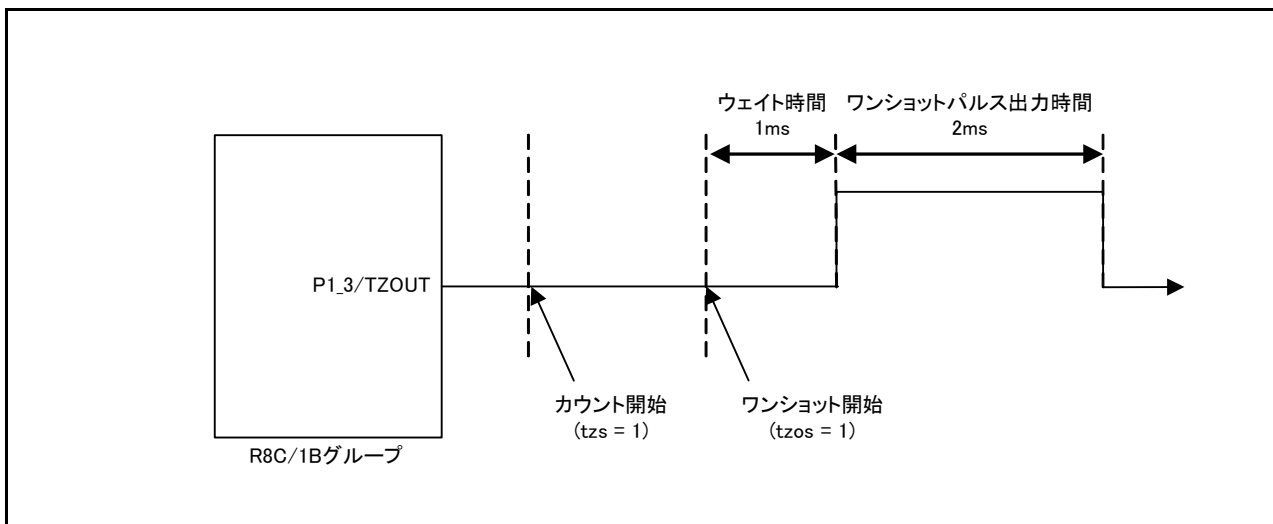 ウェイト時間
1ms
ワンショットパルス出力時間
2ms
P1_3/TZOUT
カウント開始
(tzs = 1)
ワンショット開始
(tzos = 1)
R8C/1Bグループ